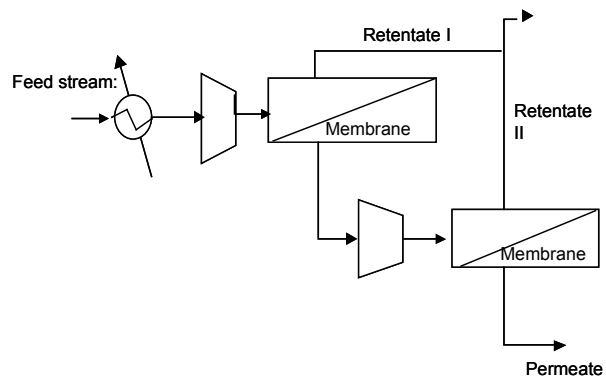 Retentate I
Feed stream:
Retentate
II
Membrane
Membrane
Permeate